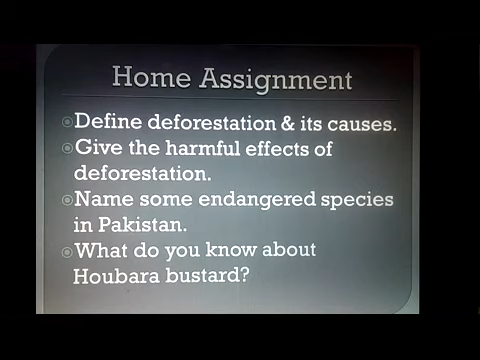 Home Assignment
Define deforestation & its causes.
Give the harmful effects of
deforestation.
Name some endangered species
in Pakistan.
What do you know about
Houbara bustard?